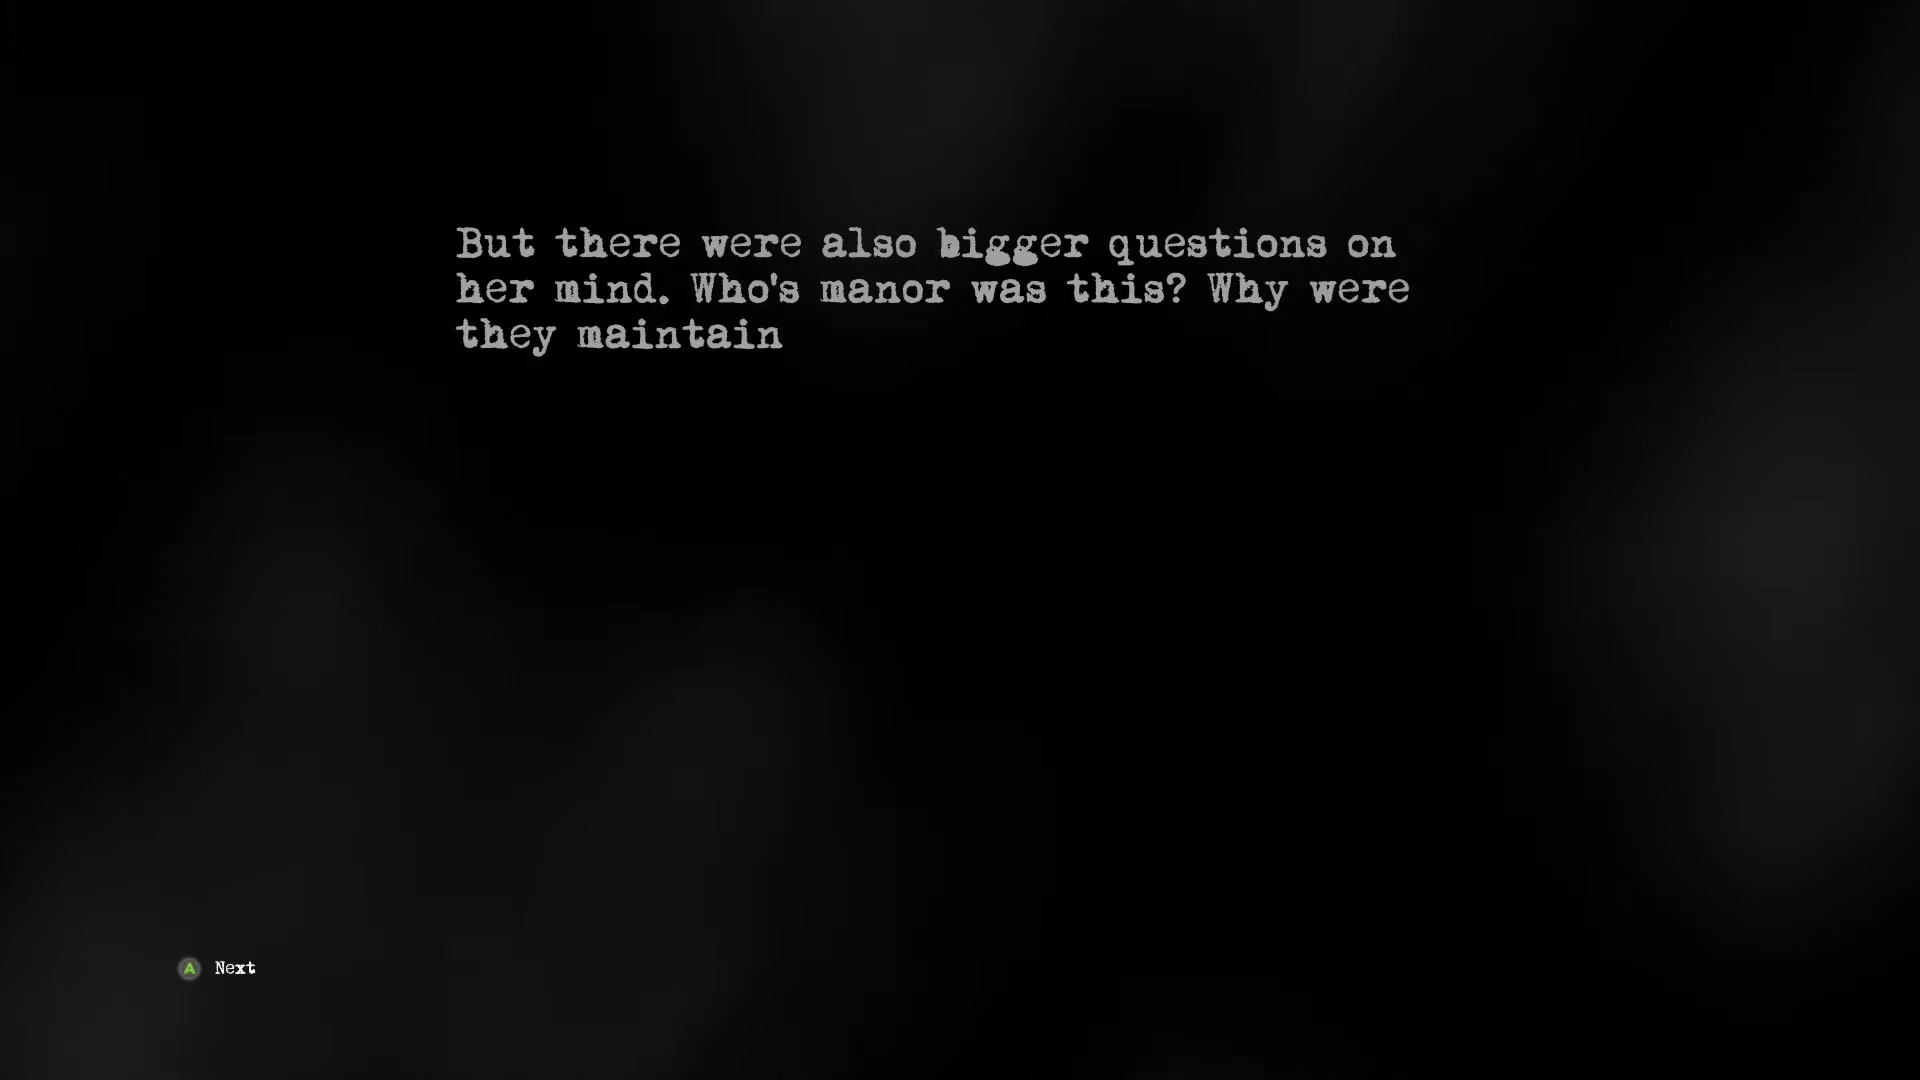 But there were also bigger questions on
her mind. Who's manor was this? Why were
they maintain
A Next